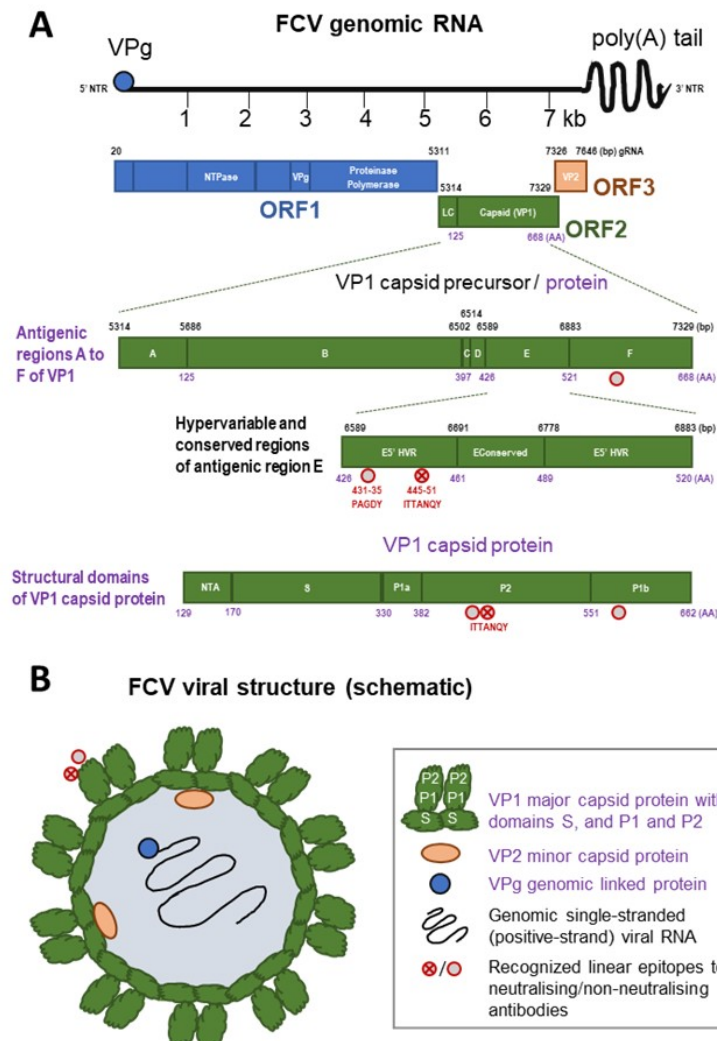 A
FCV genomic RNA
VPg
poly(A) tail
5' NTR
3' NTR
1 2 3 4 5 6 7 kb
20
5311
7326 7646 (bp) gRNA
NTPase
VPg
Proteinase
Polymerase
VP2
ORF1
ORF3
5314 7329
LC Capsid (VP1)
ORF2
125 668 (AA)
VP1 capsid precursor / protein
6514
5314 5686 6502 6589 6883 7329 (bp)
Antigenic
regions A to
F of VP1
A B C D E F
125 397 426 521 668 (AA)
6589 6691 6778 6883 (bp)
Hypervariable and
conserved regions
of antigenic region E
E5' HVR EConserved E5' HVR
426 461 489 520 (AA)
431-35 445-51
PAGDY ITTANQY
VP1 capsid protein
Structural domains
of VP1 capsid protein
NTA S P1a P2 P1b
129 170 330 382 551 662 (AA)
ITTANQY
B
FCV viral structure (schematic)
P2 P2
P1 P1
S S
VP1 major capsid protein with
domains S, and P1 and P2
VP2 minor capsid protein
VPg genomic linked protein
Genomic single-stranded
(positive-strand) viral RNA
/
Recognized linear epitopes t
neutralising/non-neutralising
antibodies